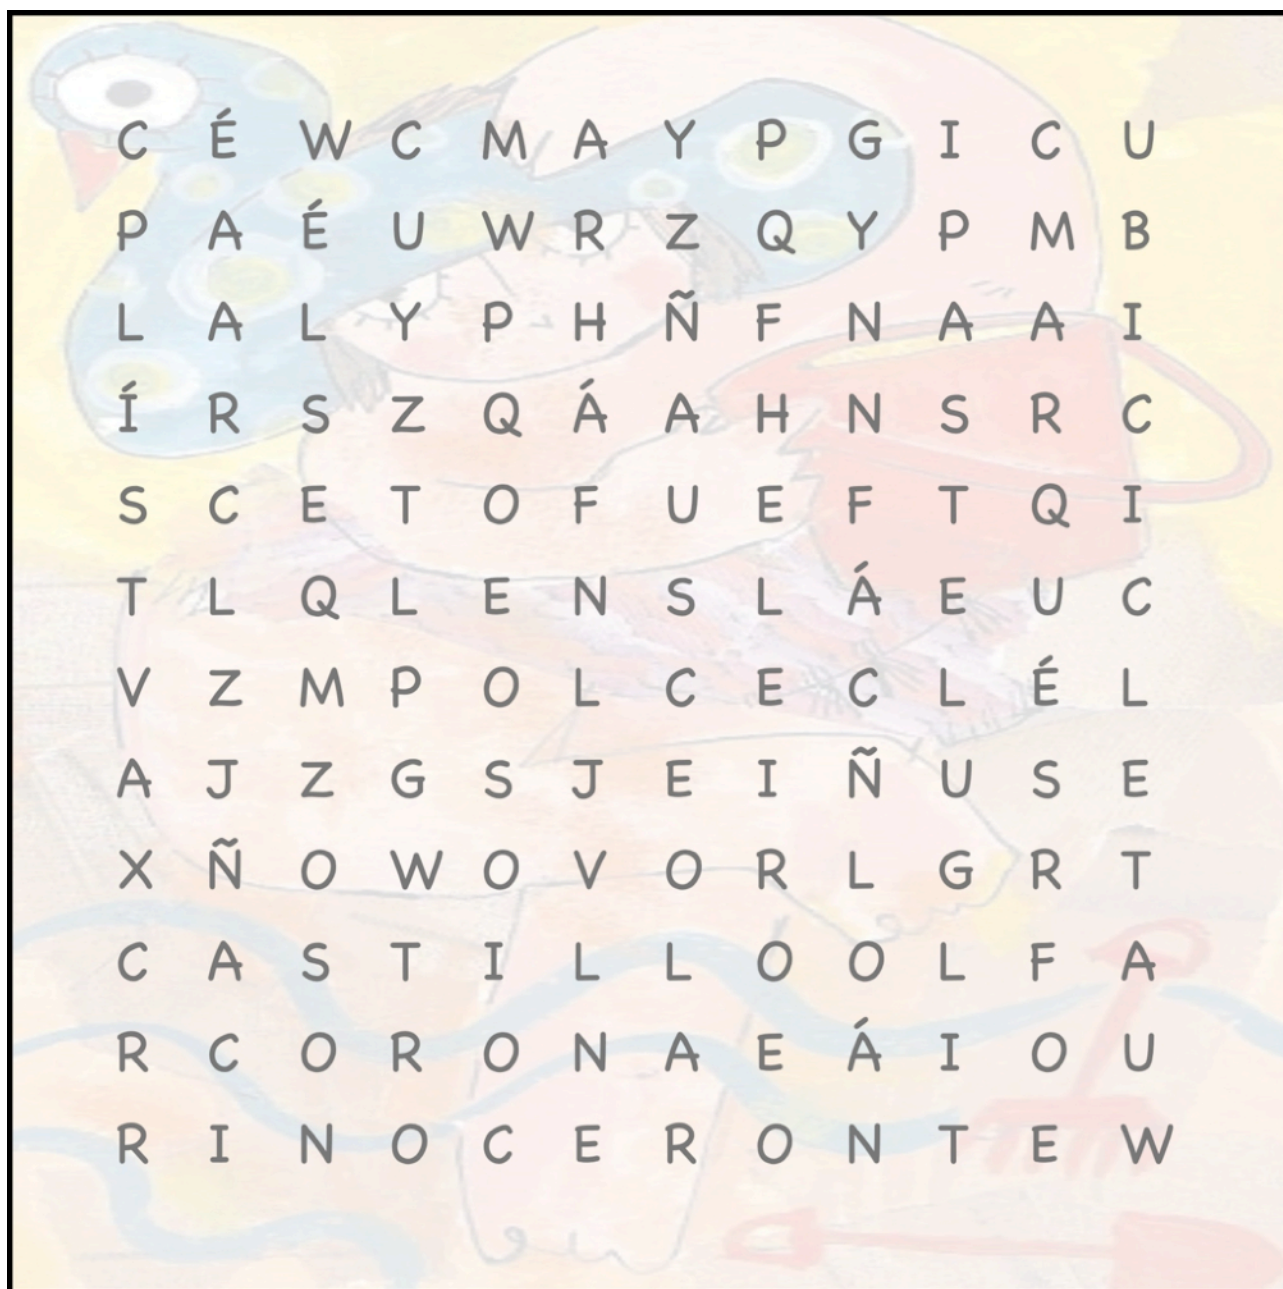 C É W C M A Y P G I C U
P A É U W R Z Q Y P M B
L A L Y P H Ñ F N A A I
Í R S Z Q Á A H N S R C
S C E T O F U E F T Q I
T L Q L E N S L Á E U C
V Z M P O L C E C L É L
A J Z G S J E I Ñ U S E
X Ñ O W O V O R L G R T
C A S T I L L O O L F A
R C O R O N A E Á I O U
R I N O C E R O N T E W